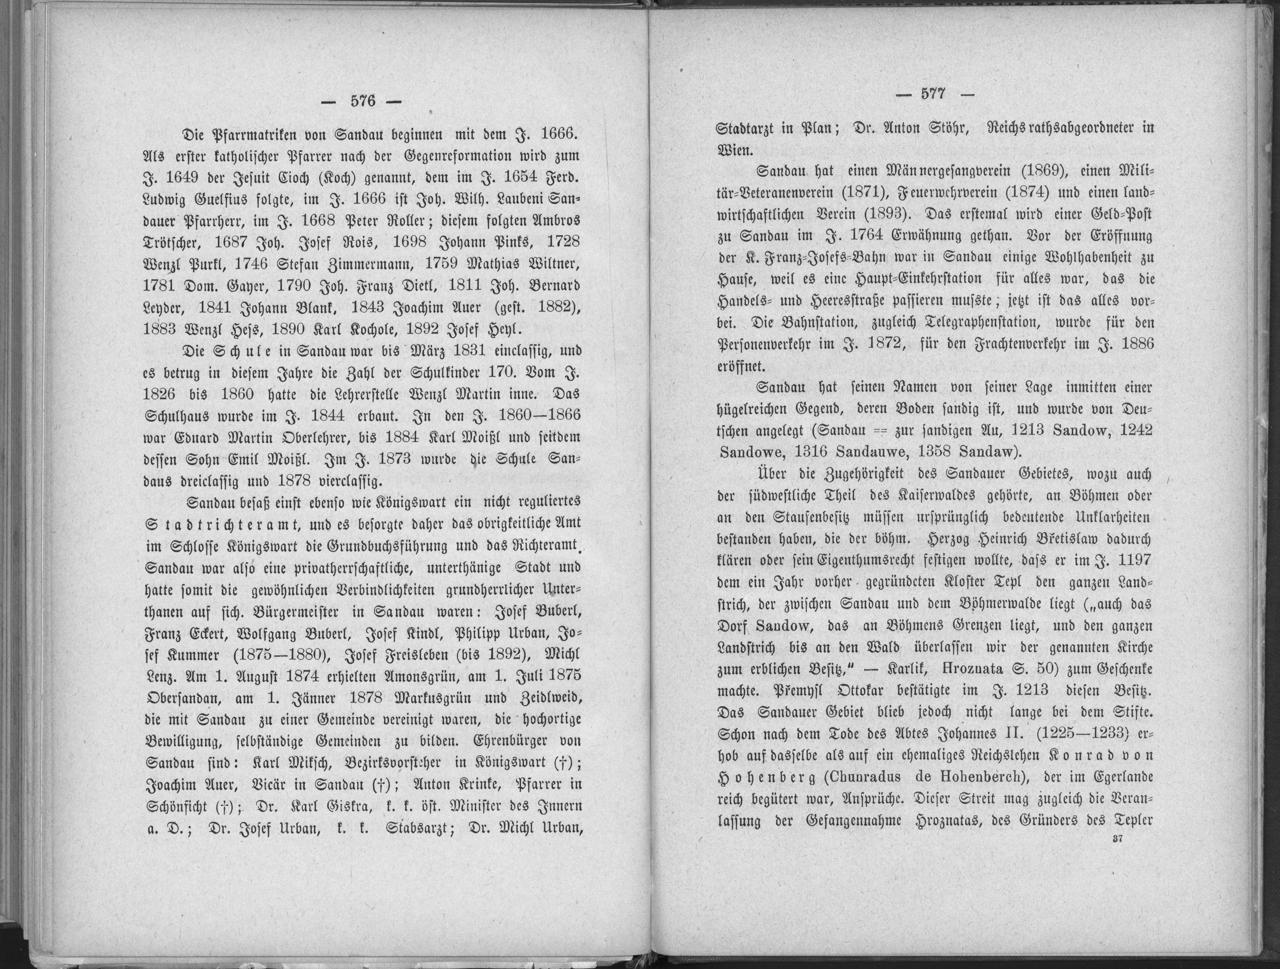 — 576 —
Die Pfarrmatriken von Sandau beginnen mit dem J. 1666.
Als erster katholischer Pfarrer nach der Gegenreformation wird zum
J. 1649 der Jesuit Cioch (Koch) genannt, dem im J. 1654 Ferd.
Ludwig Guelfius folgte, im J. 1666 ist Joh. Wilh. Laubeni San-
dauer Pfarrherr, im J. 1668 Peter Roller; diesem folgten Ambros
Trötscher, 1687 Joh. Josef Rois, 1698 Johann Pinks, 1728
Wenzl Purkl, 1746 Stefan Zimmermann, 1759 Mathias Wiltner,
1781 Dom. Gayer, 1790 Joh. Franz Dietl, 1811 Joh. Bernard
Leyder, 1841 Johann Blank, 1843 Joachim Auer (gest. 1882),
1883 Wenzl Heß, 1890 Karl Kochole, 1892 Josef Heyl.
Die Schule in Sandau war bis März 1831 einclassig, und
es betrug in diesem Jahre die Zahl der Schulkinder 170. Vom J.
1826 bis 1860 hatte die Lehrerstelle Wenzl Martin inne. Das
Schulhaus wurde im J. 1844 erbaut. In den J. 1860—1866
war Eduard Martin Oberlehrer, bis 1884 Karl Moißl und seitdem
dessen Sohn Emil Moißl. Im J. 1873 wurde die Schule San-
daus dreiclassig und 1878 vierclassig.
Sandau besaß einst ebenso wie Königswart ein nicht reguliertes
Stadtrichteramt, und es besorgte daher das obrigkeitliche Amt
im Schlosse Königswart die Grundbuchsführung und das Richteramt.
Sandau war also eine privatherrschaftliche, unterthänige Stadt und
hatte somit die gewöhnlichen Verbindlichkeiten grundherrlicher Unter-
thanen auf sich. Bürgermeister in Sandau waren: Josef Buberl,
Franz Eckert, Wolfgang Buberl, Josef Kindl, Philipp Urban, Jo-
sef Kummer (1875—1880), Josef Freisleben (bis 1892), Michl
Lenz. Am 1. August 1874 erhielten Amonsgrün, am 1. Juli 1875
Obersandau, am 1. Jänner 1878 Markusgrün und Zeidlweid,
die mit Sandau zu einer Gemeinde vereinigt waren, die hochortige
Bewilligung, selbständige Gemeinden zu bilden. Ehrenbürger von
Sandau sind: Karl Miksch, Bezirksvorsteher in Königswart (†);
Joachim Auer, Vicär in Sandau (†); Anton Krinke, Pfarrer in
Schönficht (†); Dr. Karl Giskra, k. k. öst. Minister des Innern
a. D.; Dr. Josef Urban, k. k. Stabsarzt; Dr. Michl Urban,
— 577 —
Stadtarzt in Plan; Dr. Anton Stöhr, Reichsrathsabgeordneter in
Wien.
Sandau hat einen Männergesangverein (1869), einen Mili-
tär-Veteranenverein (1871), Feuerwehrverein (1874) und einen land-
wirtschaftlichen Verein (1893). Das erstemal wird einer Geld-Post
zu Sandau im J. 1764 Erwähnung gethan. Vor der Eröffnung
der K. Franz-Josefs-Bahn war in Sandau einige Wohlhabenheit zu
Hause, weil es eine Haupt-Einkehrstation für alles war, das die
Handels- und Heeresstraße passieren mußte; jetzt ist das alles vor-
bei. Die Bahnstation, zugleich Telegraphenstation, wurde für den
Personenverkehr im J. 1872, für den Frachtenverkehr im J. 1886
eröffnet.
Sandau hat seinen Namen von seiner Lage inmitten einer
hügelreichen Gegend, deren Boden sandig ist, und wurde von Deu-
tschen angelegt (Sandau = zur sandigen Au, 1213 Sandow, 1242
Sandowe, 1316 Sandauwe, 1358 Sandaw).
Über die Zugehörigkeit des Sandauer Gebietes, wozu auch
der südwestliche Theil des Kaiserwaldes gehörte, an Böhmen oder
an den Staufenbesitz müssen ursprünglich bedeutende Unklarheiten
bestanden haben, die der böhm. Herzog Heinrich Břetislaw dadurch
klären oder sein Eigenthumsrecht festigen wollte, daß er im J. 1197
dem ein Jahr vorher gegründeten Kloster Tepl den ganzen Land-
strich, der zwischen Sandau und dem Böhmerwalde liegt („auch das
Dorf Sandow, das an Böhmens Grenzen liegt, und den ganzen
Landstrich bis an den Wald überlassen wir der genannten Kirche
zum erblichen Besitz,“ — Karlik, Hroznata S. 50) zum Geschenke
machte. Přemysl Ottokar bestätigte im J. 1213 diesen Besitz.
Das Sandauer Gebiet blieb jedoch nicht lange bei dem Stifte.
Schon nach dem Tode des Abtes Johannes II. (1225—1233) er-
hob auf dasselbe als auf ein ehemaliges Reichslehen Konrad von
Hohenberg (Chunradus de Hohenberch), der im Egerlande
reich begütert war, Ansprüche. Dieser Streit mag zugleich die Veran-
lassung der Gefangennahme Hroznatas, des Gründers des Tepler
37